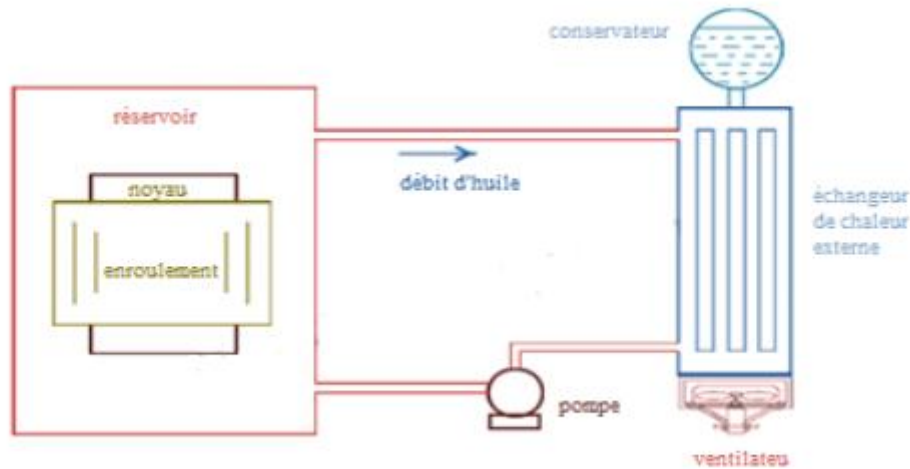 conservateur
réservoir
noyau
débit d'huile
échangeur
de chaleur
externe
enroulement
pompe
ventilateu